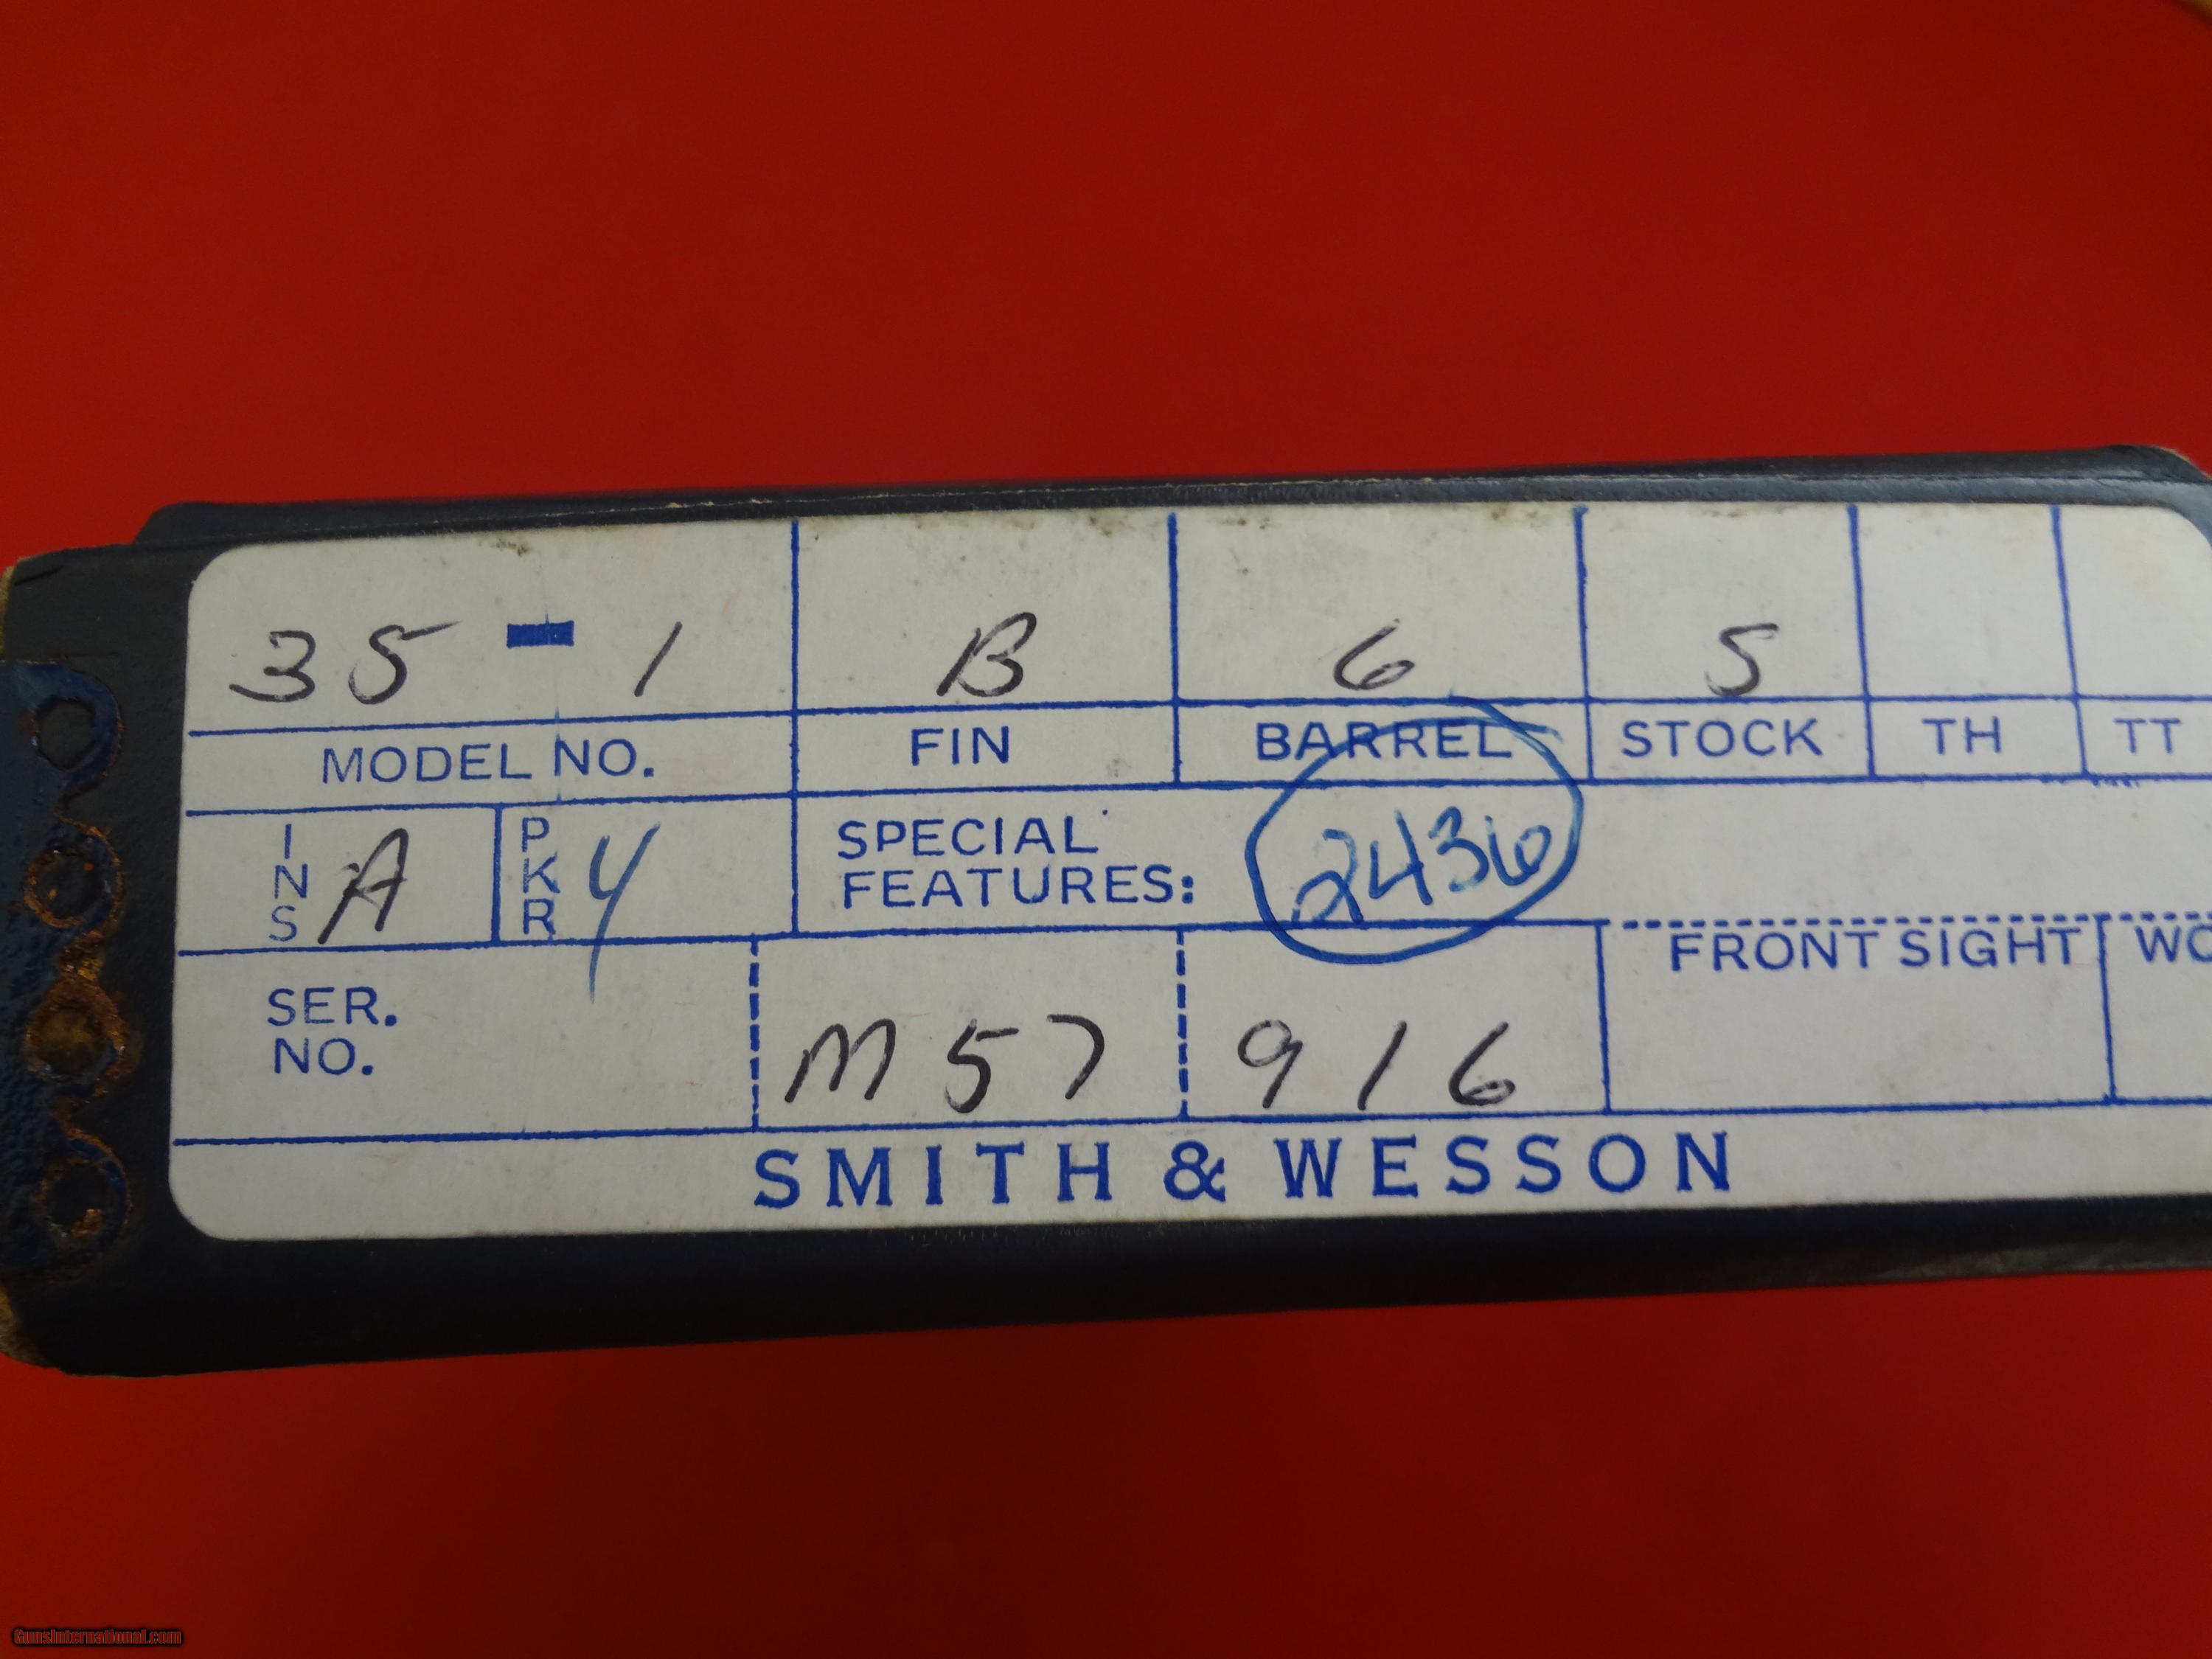 35 - 1 B 6 5
MODEL NO. FIN BARREL STOCK TH TT
INS A PKR Y SPECIAL FEATURES: 2436
SER. NO. M57 916 FRONT SIGHT
SMITH & WESSON
GunsInternational.com